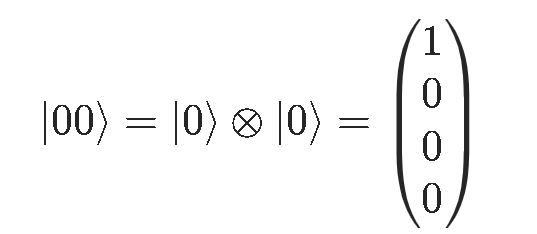 |00⟩ = |0⟩ ⊗ |0⟩ = (1 0 0 0)